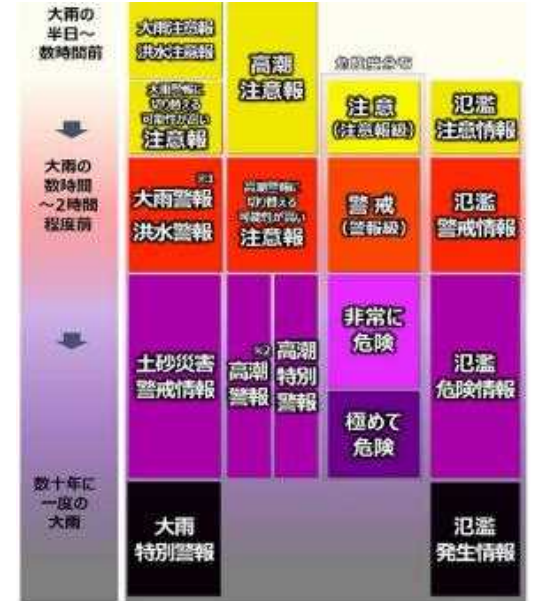 大雨の
半日~
数時間前
大雨注意報
洪水注意報
高潮
注意報
危険度分布
大雨警報に
切り替える
可能性が高い
注意報
注意
(注意報級)
氾濫
注意情報
大雨の
数時間
~2時間
程度前
※1
大雨警報
洪水警報
高潮警報に
切り替える
可能性が高い
注意報
警戒
(警報級)
氾濫
警戒情報
土砂災害
警戒情報
※2
高潮
警報
高潮
特別
警報
非常に
危険
極めて
危険
氾濫
危険情報
数十年に
一度の
大雨
大雨
特別警報
氾濫
発生情報